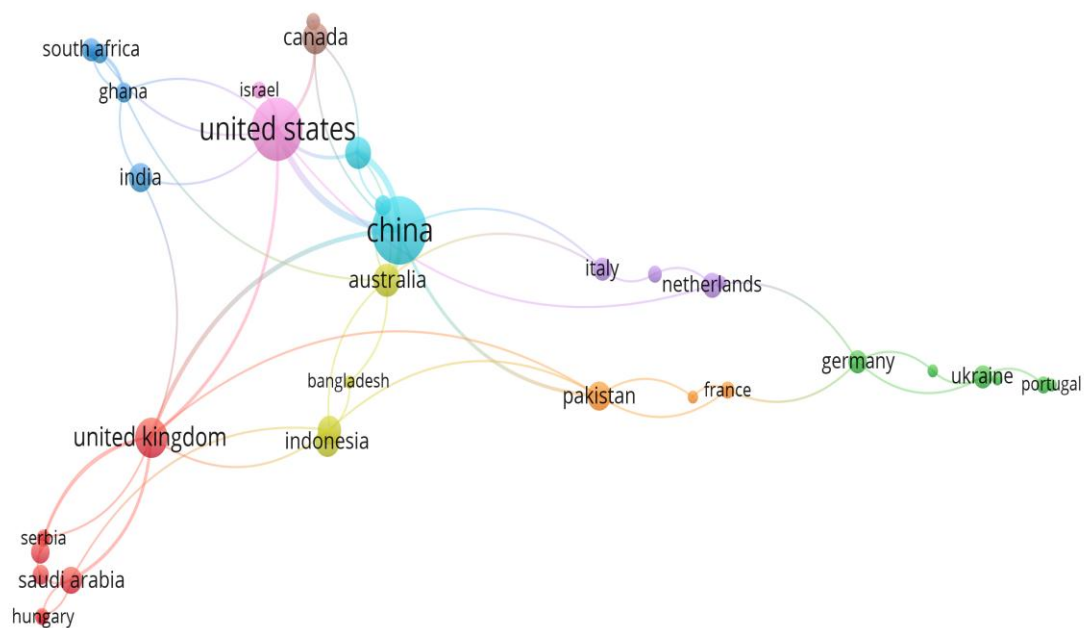 canada
south africa
ghana
israel
united states
india
china
australia
italy
netherlands
germany
ukraine
portugal
bangladesh
pakistan
france
united kingdom
indonesia
serbia
saudi arabia
hungary